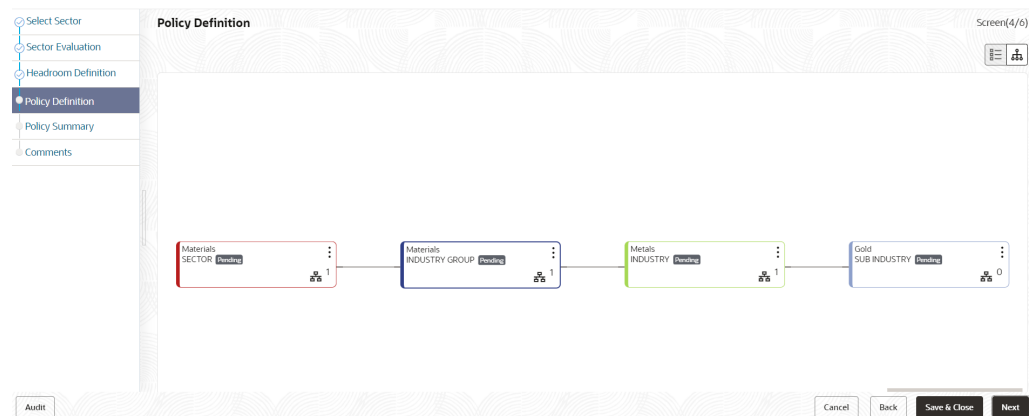 Select Sector
Sector Evaluation
Headroom Definition
Policy Definition
Policy Summary
Comments
Policy Definition
Screen(4/6)
Materials
SECTOR Pending
1
Materials
INDUSTRY GROUP Pending
1
Metals
INDUSTRY Pending
1
Gold
SUB INDUSTRY Pending
0
Audit
Cancel
Back
Save & Close
Next